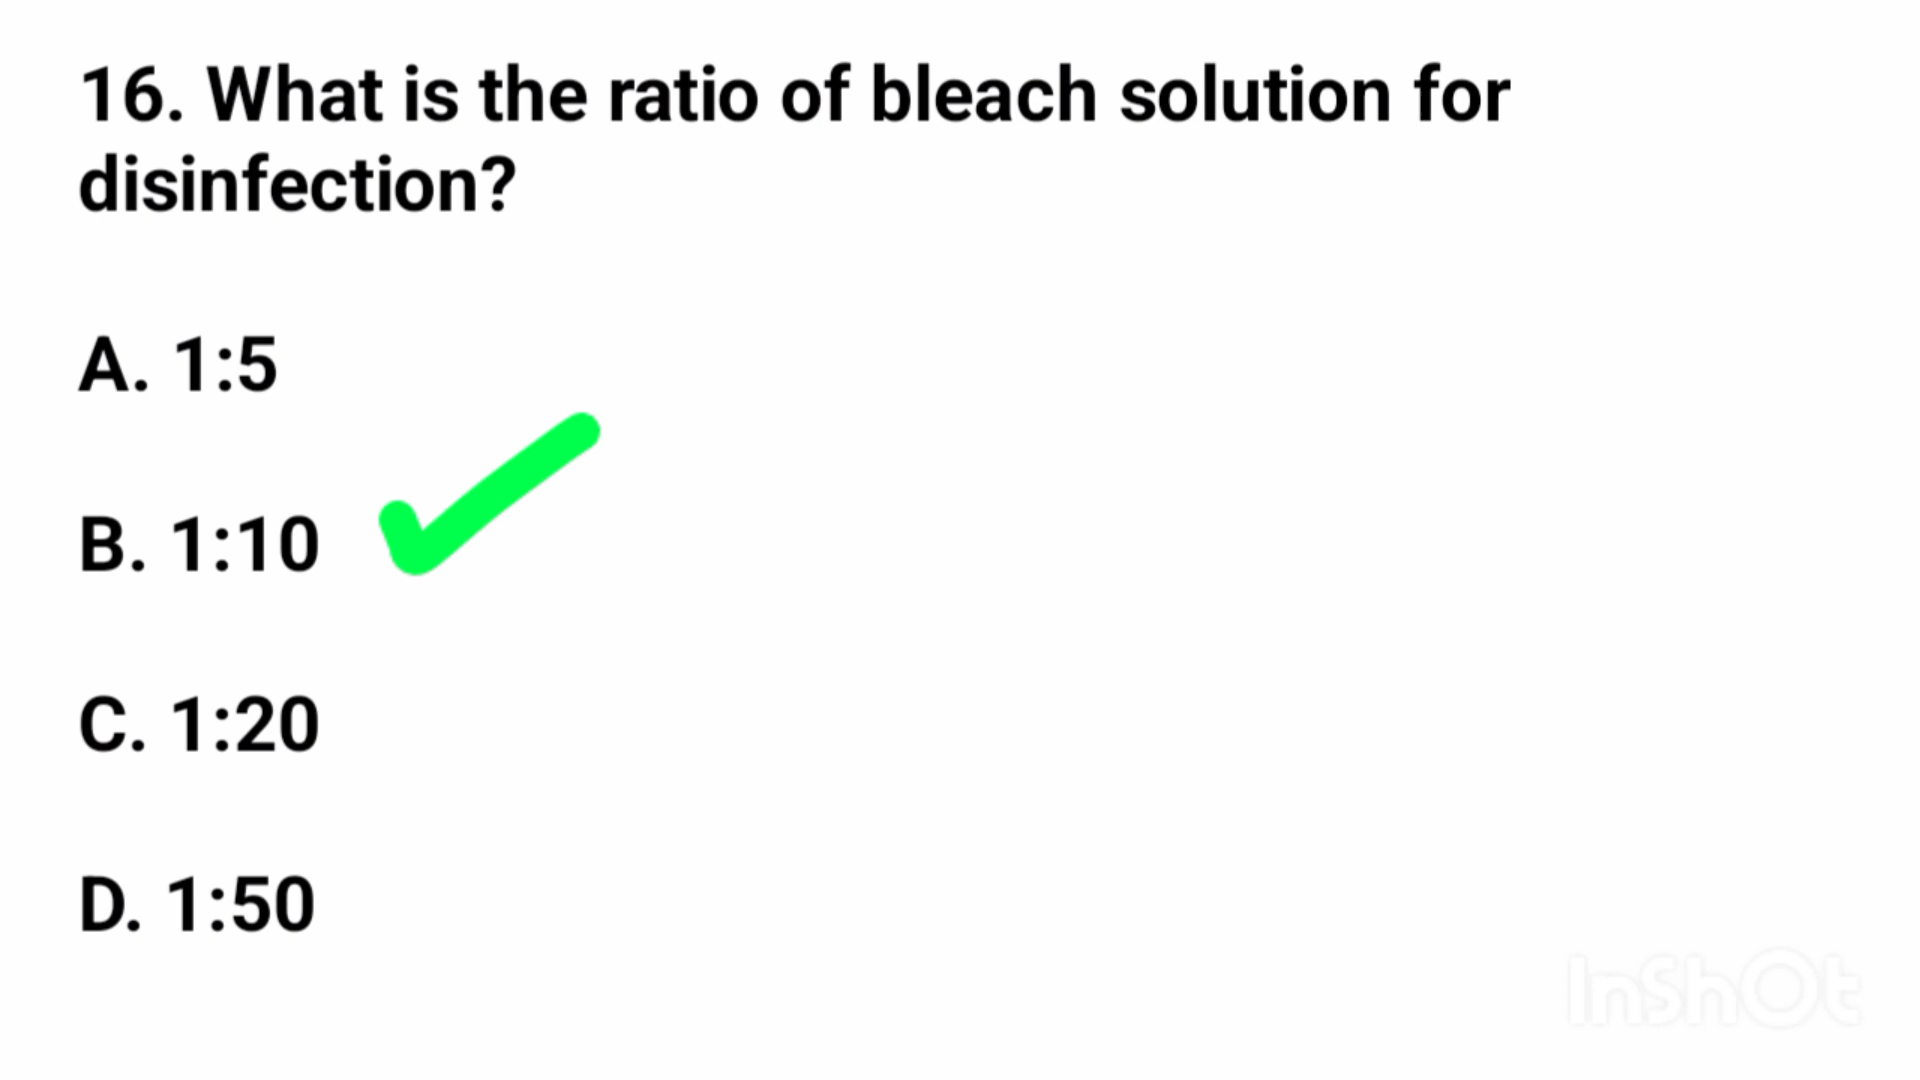 16. What is the ratio of bleach solution for
disinfection?
A. 1:5
B. 1:10
C. 1:20
D. 1:50
InShOt